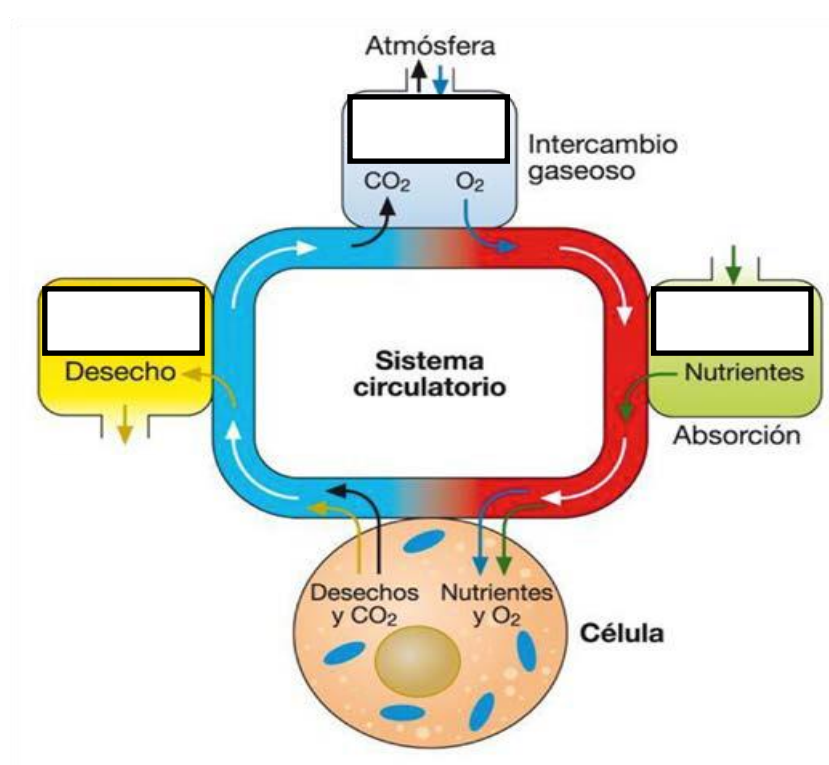 Atmósfera
CO₂ O₂
Intercambio
gaseoso
Desecho
Sistema
circulatorio
Nutrientes
Absorción
Desechos
y CO₂
Nutrientes
y O₂
Célula